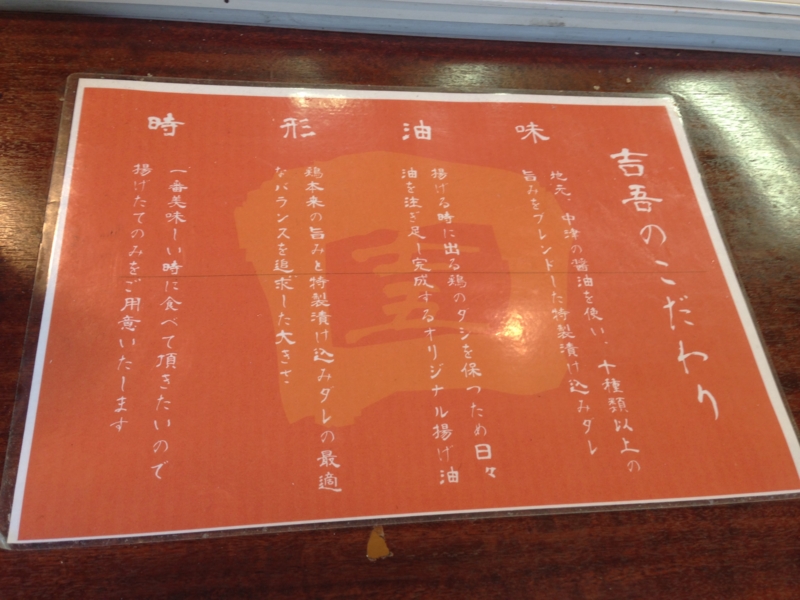 吉吾のこだわり
味
地元、中津の醤油を使い、十種類以上の
旨みをブレンドした特製漬け込みタレ
油
揚げる時に出る鶏のダシを保つため日々
油を注ぎ足し完成するオリジナル揚げ油
形
鶏本来の旨みと特製漬け込みタレの最適
なバランスを追求した大きさ
時
一番美味しい時に食べて頂きたいので
揚げたてのみをご用意いたします